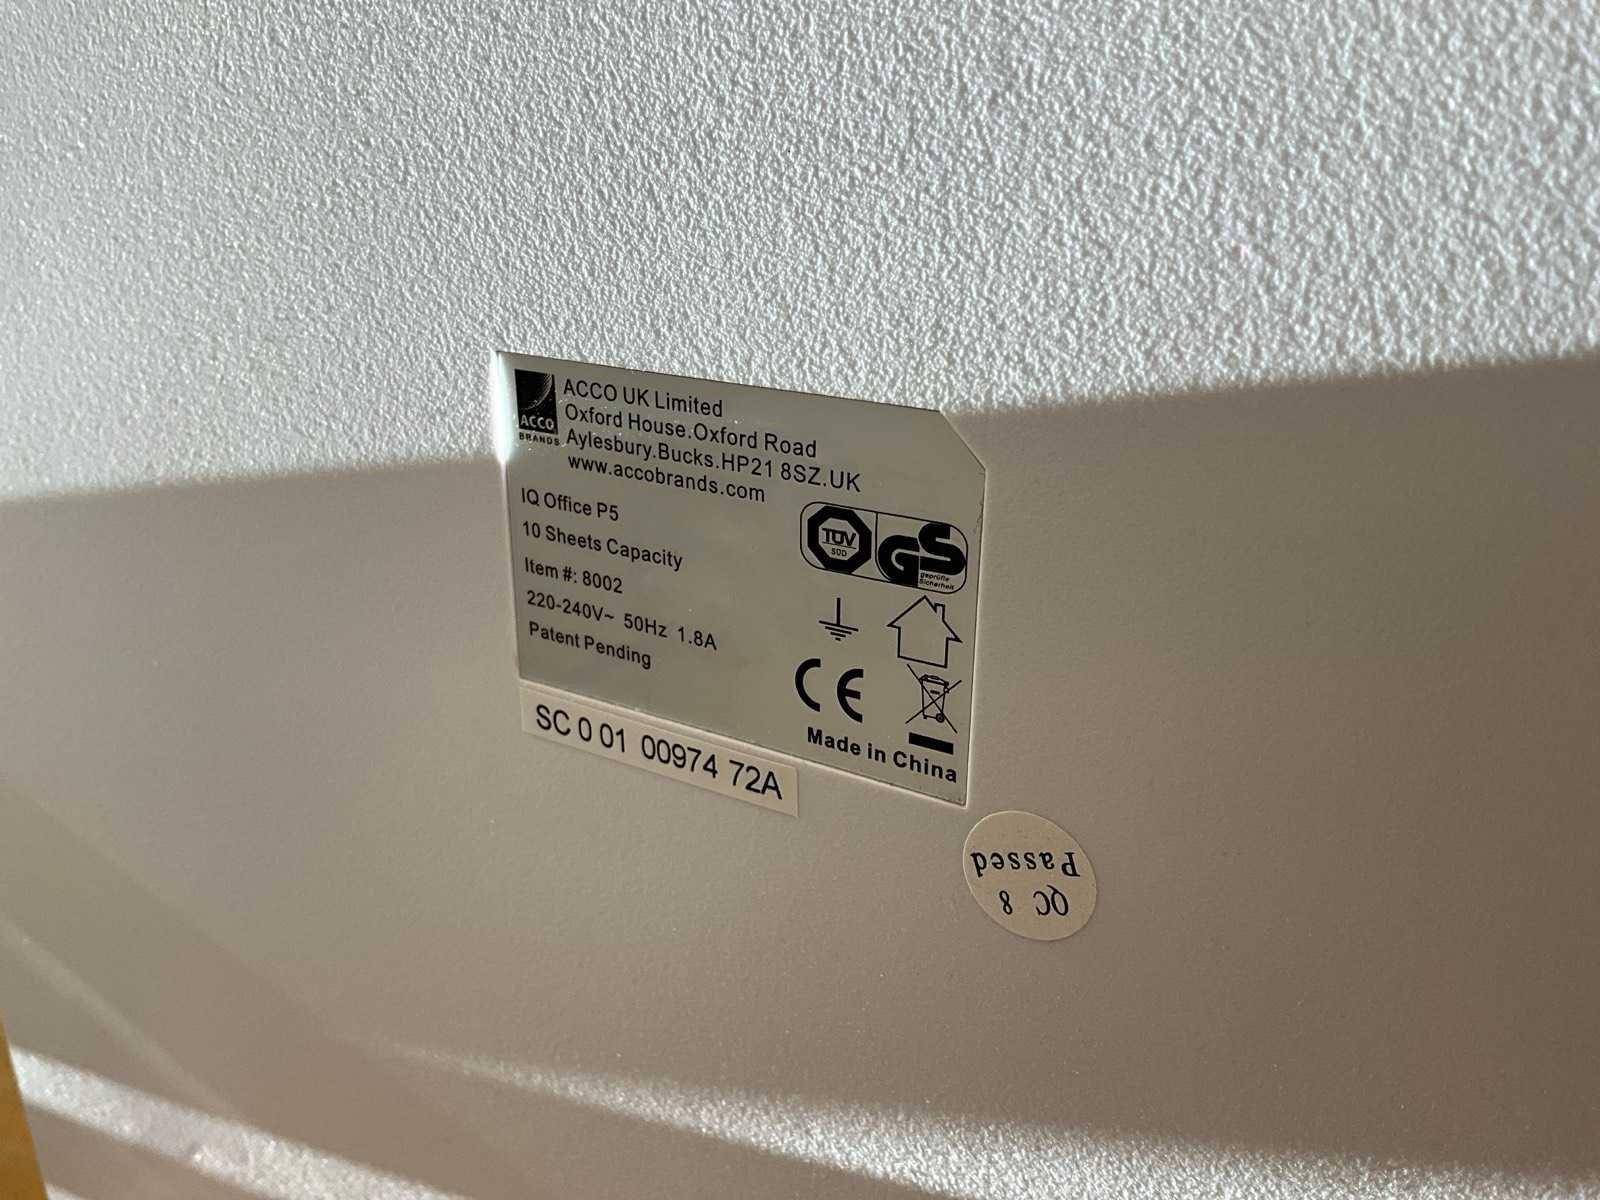 ACCO
BRANDS
ACCO UK Limited
Oxford House.Oxford Road
Aylesbury.Bucks.HP21 8SZ.UK
www.accobrands.com
IQ Office P5
10 Sheets Capacity
Item #: 8002
220-240V~ 50Hz 1.8A
Patent Pending
TÜV
SÜD
GS
geprüfte
Sicherheit
CE
Made in China
SC 0 01 00974 72A
QC 8
Passed